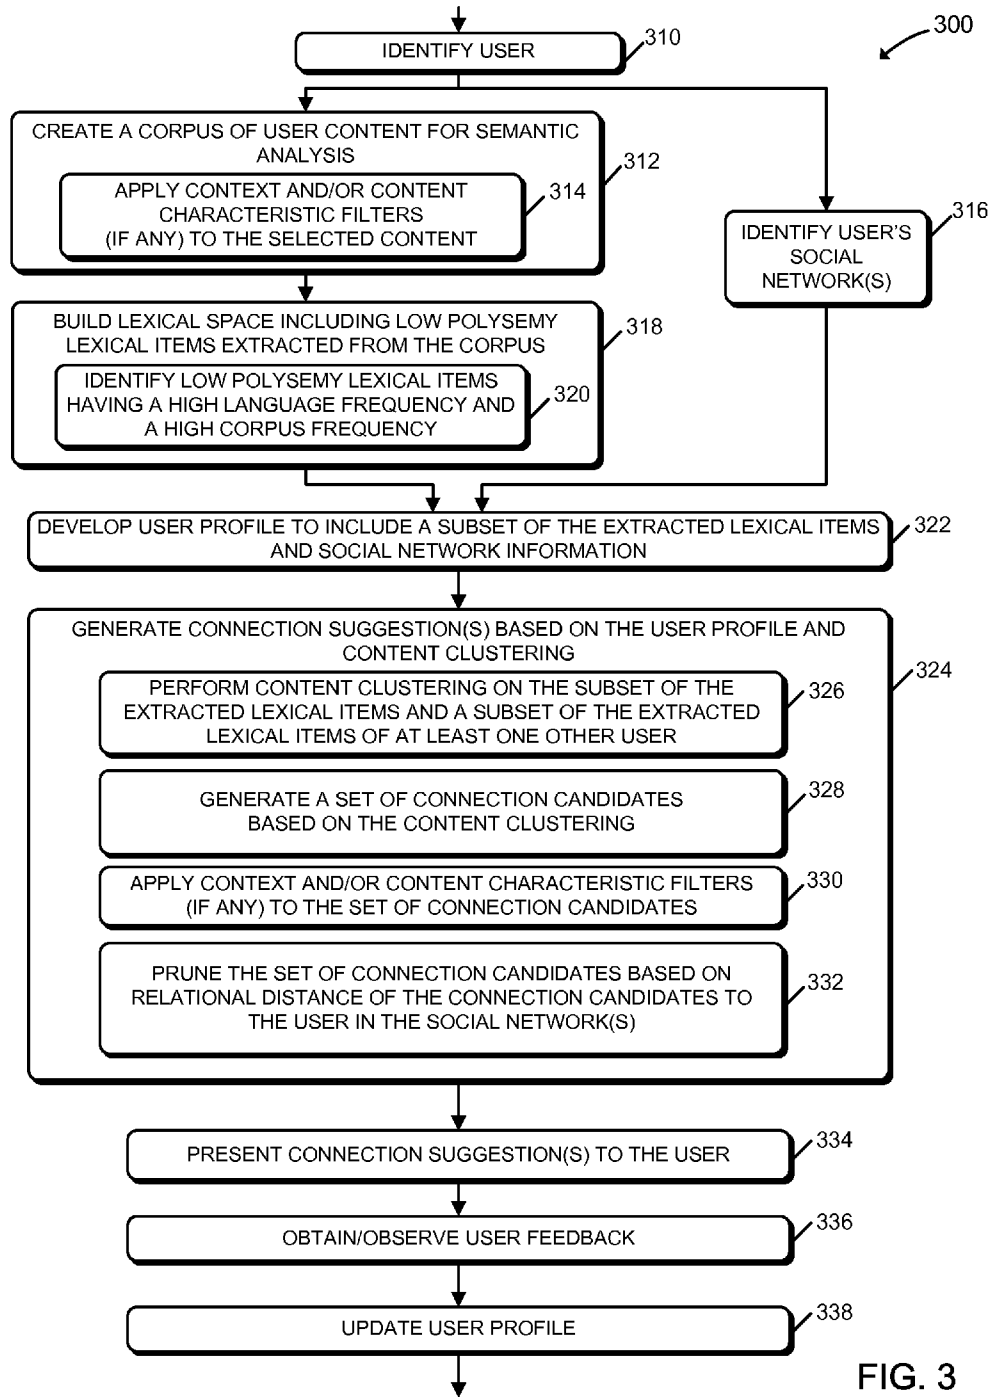 300
IDENTIFY USER
310
CREATE A CORPUS OF USER CONTENT FOR SEMANTIC
ANALYSIS
312
APPLY CONTEXT AND/OR CONTENT
CHARACTERISTIC FILTERS
(IF ANY) TO THE SELECTED CONTENT
314
IDENTIFY USER'S
SOCIAL
NETWORK(S)
316
BUILD LEXICAL SPACE INCLUDING LOW POLYSEMY
LEXICAL ITEMS EXTRACTED FROM THE CORPUS
318
IDENTIFY LOW POLYSEMY LEXICAL ITEMS
HAVING A HIGH LANGUAGE FREQUENCY AND
A HIGH CORPUS FREQUENCY
320
DEVELOP USER PROFILE TO INCLUDE A SUBSET OF THE EXTRACTED LEXICAL ITEMS
AND SOCIAL NETWORK INFORMATION
322
GENERATE CONNECTION SUGGESTION(S) BASED ON THE USER PROFILE AND
CONTENT CLUSTERING
324
PERFORM CONTENT CLUSTERING ON THE SUBSET OF THE
EXTRACTED LEXICAL ITEMS AND A SUBSET OF THE EXTRACTED
LEXICAL ITEMS OF AT LEAST ONE OTHER USER
326
GENERATE A SET OF CONNECTION CANDIDATES
BASED ON THE CONTENT CLUSTERING
328
APPLY CONTEXT AND/OR CONTENT CHARACTERISTIC FILTERS
(IF ANY) TO THE SET OF CONNECTION CANDIDATES
330
PRUNE THE SET OF CONNECTION CANDIDATES BASED ON
RELATIONAL DISTANCE OF THE CONNECTION CANDIDATES TO
THE USER IN THE SOCIAL NETWORK(S)
332
PRESENT CONNECTION SUGGESTION(S) TO THE USER
334
OBTAIN/OBSERVE USER FEEDBACK
336
UPDATE USER PROFILE
338
FIG. 3